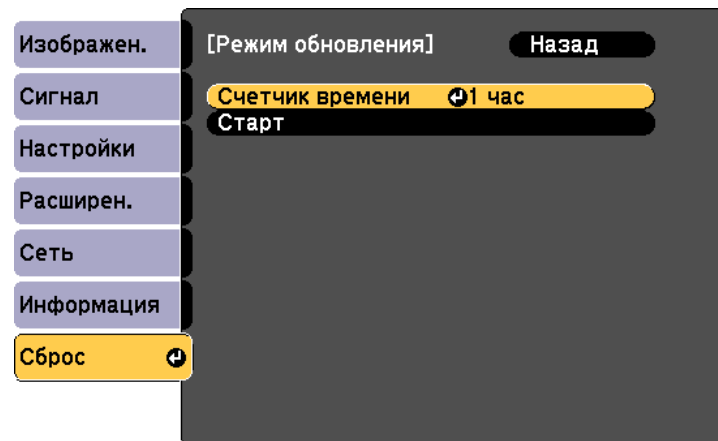 Изображен.
Сигнал
Настройки
Расширен.
Сеть
Информация
Сброс
[Режим обновления] Назад
Счетчик времени 1 час
Старт